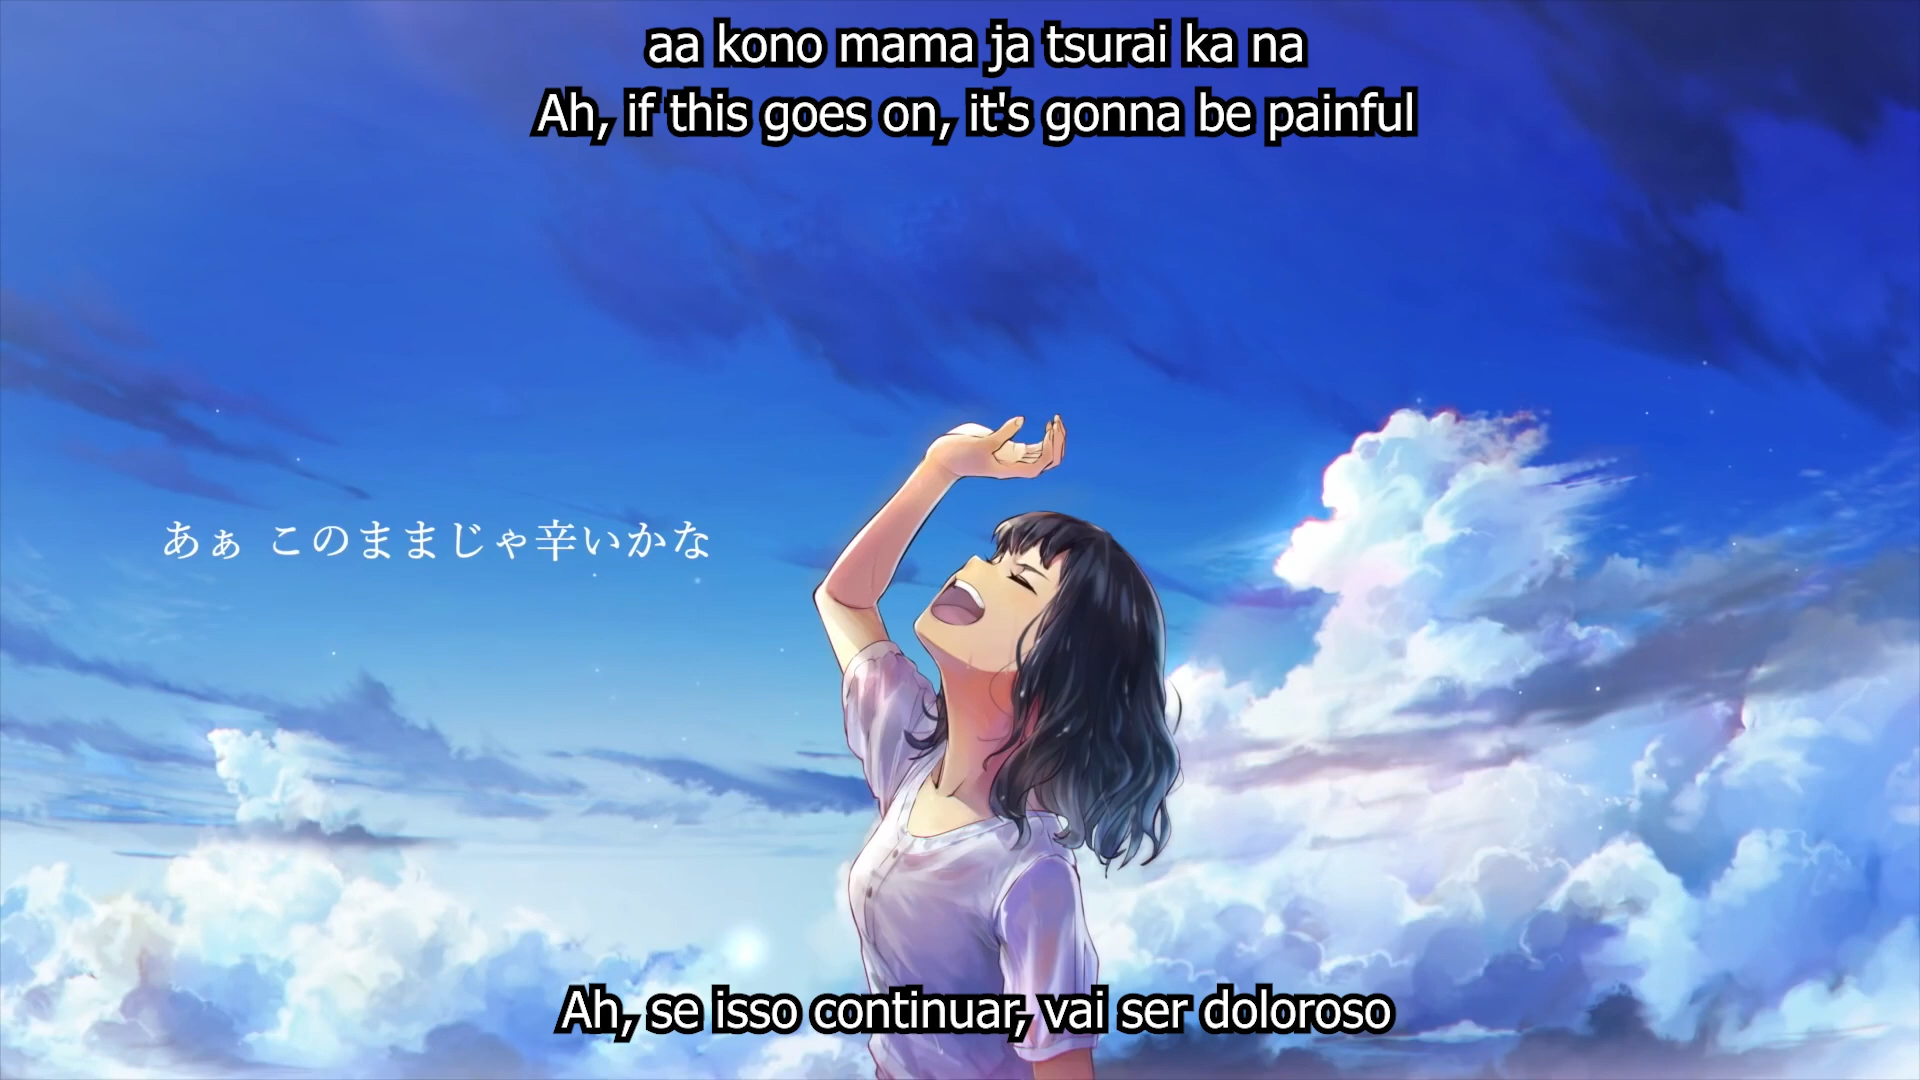 aa kono mama ja tsurai ka na
Ah, if this goes on, it's gonna be painful
あぁ このままじゃ辛いかな
Ah, se isso continuar, vai ser doloroso